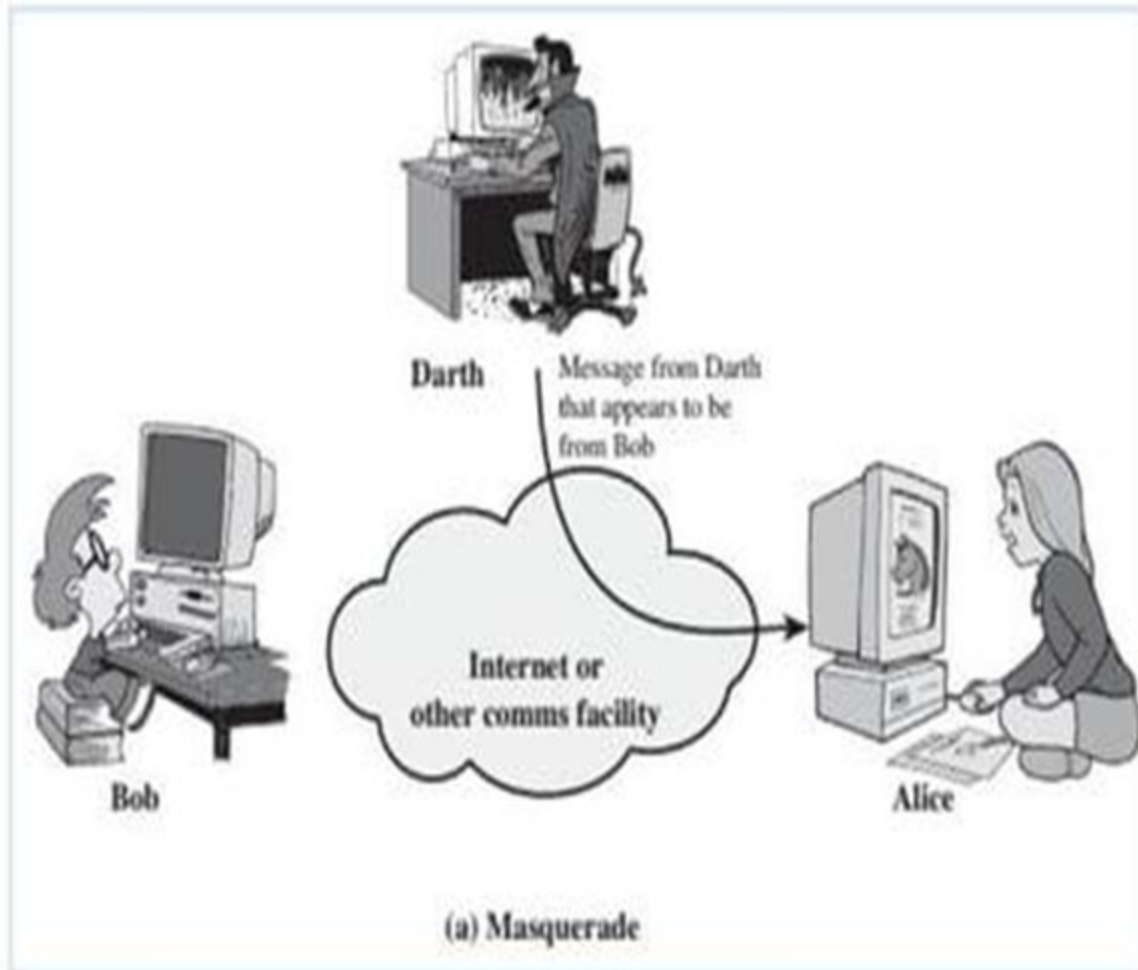 Darth
Message from Darth
that appears to be
from Bob
Internet or
other comms facility
Bob
Alice
(a) Masquerade